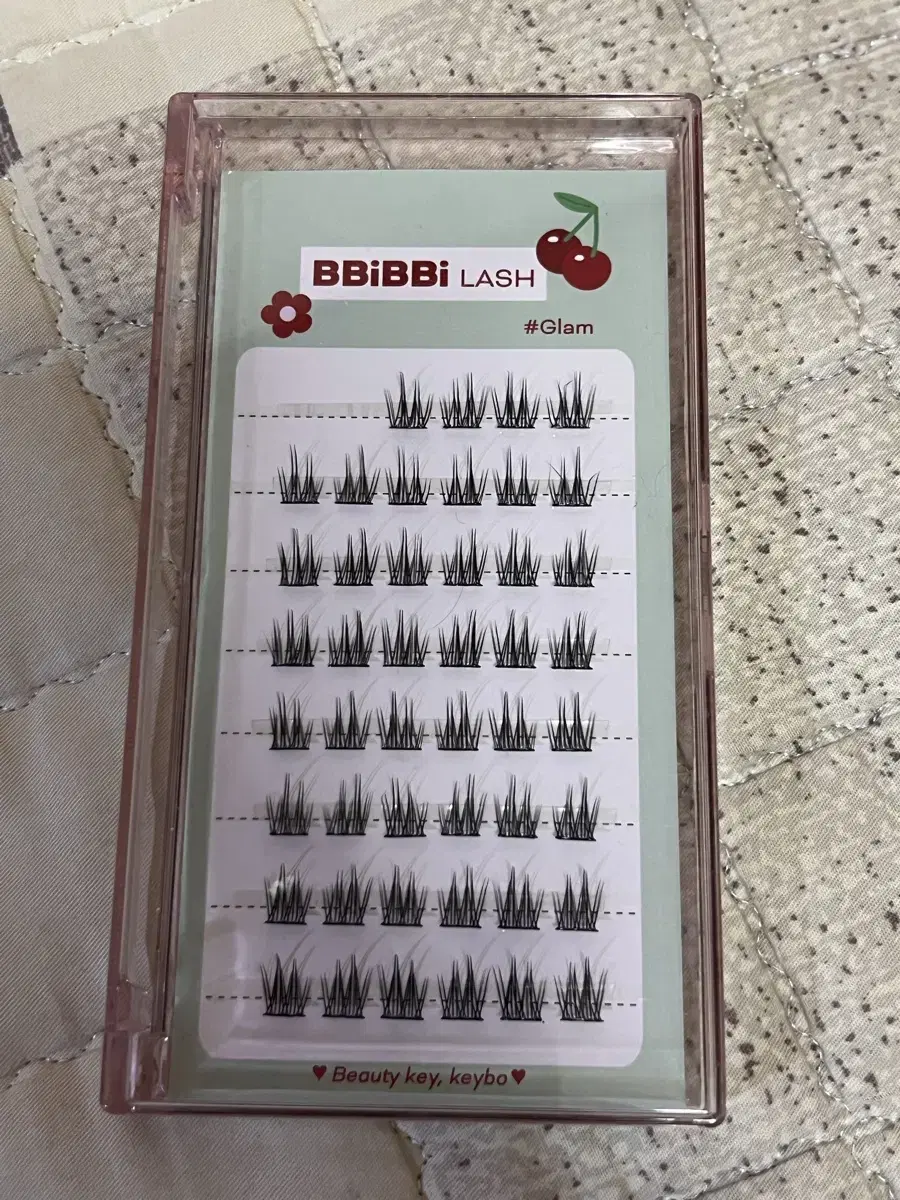 BBiBBi LASH
#Glam
♥ Beauty key, keybo ♥